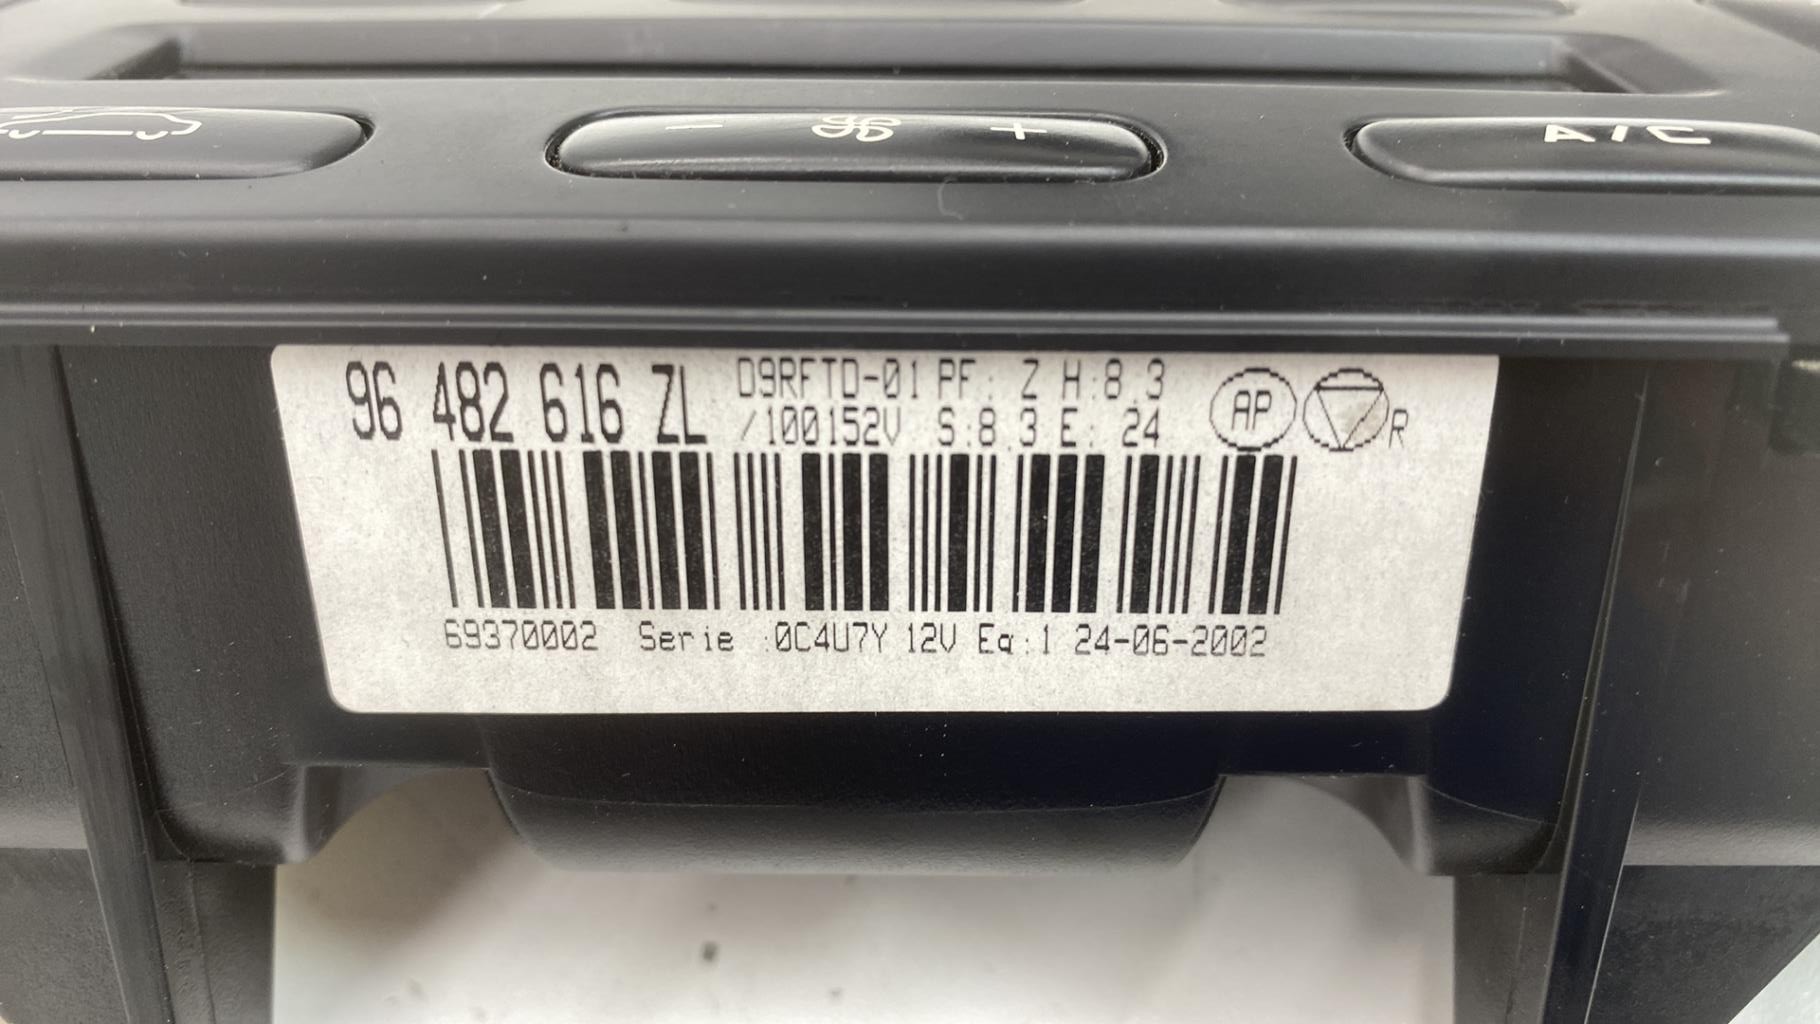 - +
A/C
96 482 616 ZL
D9RFTD-01 PF: Z H:8.3
/100152V S:8.3 E: 24
AP
R
69370002 Serie :0C4U7Y 12V Eq:1 24-06-2002